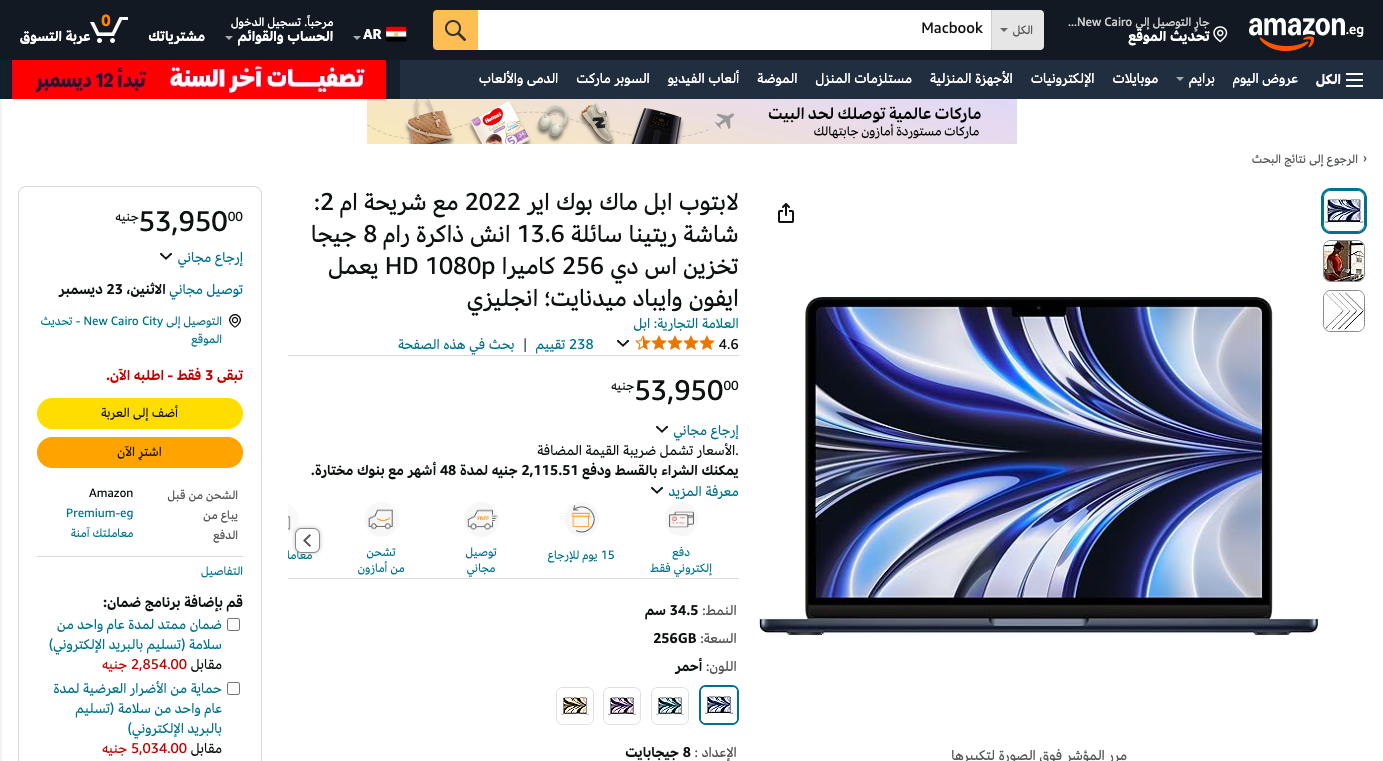 amazon.eg
جارٍ التوصيل إلى New Cairo...
تحديث الموقع
الكل
Macbook
AR
مرحباً. تسجيل الدخول
الحساب والقوائم
مشترياتك
0
عربة التسوق
الكل
عروض اليوم
برايم
موبايلات
الإلكترونيات
الأجهزة المنزلية
مستلزمات المنزل
الموضة
ألعاب الفيديو
السوبر ماركت
الدمى والألعاب
تصفيــات آخر السنة
تبدأ 12 ديسمبر
ماركات عالمية توصلك لحد البيت
ماركات مستوردة أمازون جابتهالك
‹ الرجوع إلى نتائج البحث
مرر المؤشر فوق الصورة لتكبيرها
لابتوب ابل ماك بوك اير 2022 مع شريحة ام 2:
شاشة ريتينا سائلة 13.6 انش ذاكرة رام 8 جيجا
تخزين اس دي 256 كاميرا HD 1080p يعمل
ايفون وايباد ميدنايت؛ انجليزي
العلامة التجارية: ابل
4.6
238 تقييم | بحث في هذه الصفحة
53,950 00 جنيه
إرجاع مجاني
الأسعار تشمل ضريبة القيمة المضافة.
يمكنك الشراء بالقسط ودفع 2,115.51 جنيه لمدة 48 أشهر مع بنوك مختارة.
معرفة المزيد
دفع
إلكتروني فقط
15 يوم للإرجاع
توصيل
مجاني
تشحن
من أمازون
معاملا
النمط: 34.5 سم
السعة: 256GB
اللون: أحمر
الإعداد : 8 جيجابايت
53,950 00 جنيه
إرجاع مجاني
توصيل مجاني الاثنين، 23 ديسمبر
التوصيل إلى New Cairo City - تحديث
الموقع
تبقى 3 فقط - اطلبه الآن.
أضف إلى العربة
اشترِ الآن
الشحن من قبل Amazon
يباع من Premium-eg
الدفع معاملتك آمنة
التفاصيل
قم بإضافة برنامج ضمان:
ضمان ممتد لمدة عام واحد من
سلامة (تسليم بالبريد الإلكتروني)
مقابل 2,854.00 جنيه
حماية من الأضرار العرضية لمدة
عام واحد من سلامة (تسليم
بالبريد الإلكتروني)
مقابل 5,034.00 جنيه